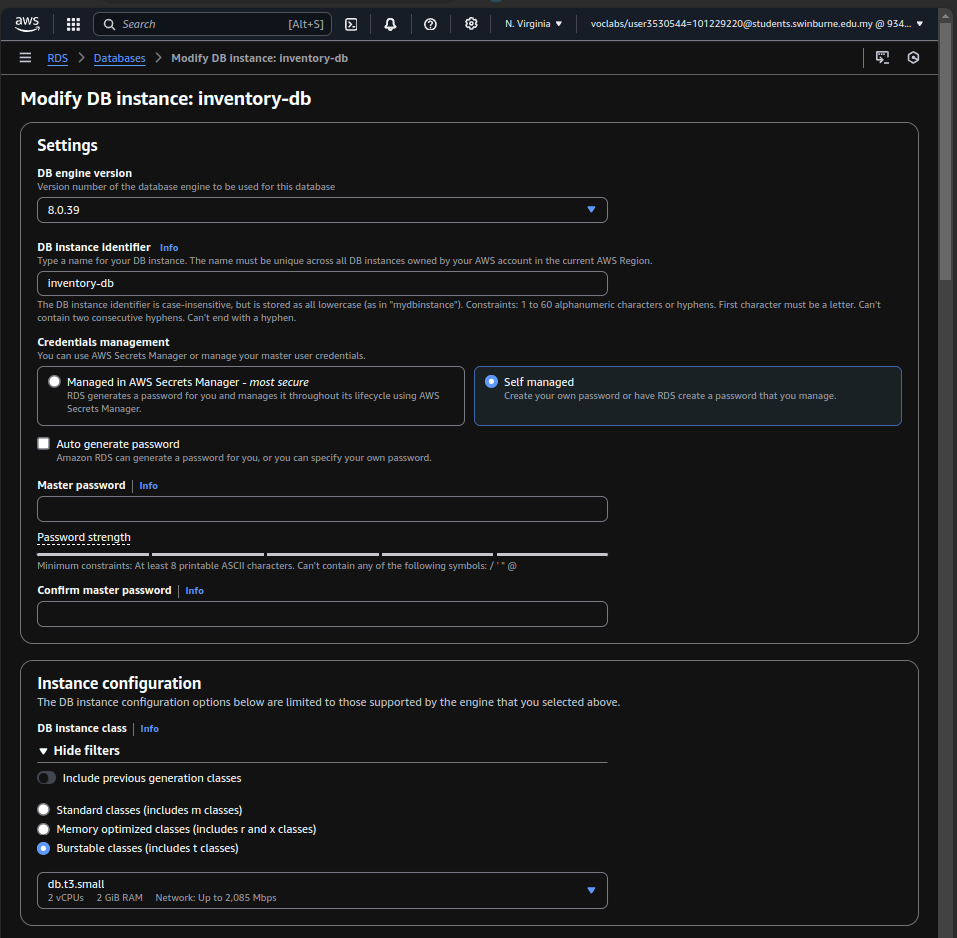 aws
Search [Alt+S]
N. Virginia
voclabs/user3530544=101229220@students.swinburne.edu.my @ 934...
RDS
Databases
Modify DB instance: inventory-db
Modify DB instance: inventory-db
Settings
DB engine version
Version number of the database engine to be used for this database
8.0.39
DB instance identifier Info
Type a name for your DB instance. The name must be unique across all DB instances owned by your AWS account in the current AWS Region.
inventory-db
The DB instance identifier is case-insensitive, but is stored as all lowercase (as in "mydbinstance"). Constraints: 1 to 60 alphanumeric characters or hyphens. First character must be a letter. Can't
contain two consecutive hyphens. Can't end with a hyphen.
Credentials management
You can use AWS Secrets Manager or manage your master user credentials.
Managed in AWS Secrets Manager - most secure
RDS generates a password for you and manages it throughout its lifecycle using AWS
Secrets Manager.
Self managed
Create your own password or have RDS create a password that you manage.
Auto generate password
Amazon RDS can generate a password for you, or you can specify your own password.
Master password Info
Password strength
Minimum constraints: At least 8 printable ASCII characters. Can't contain any of the following symbols: / ' " @
Confirm master password Info
Instance configuration
The DB instance configuration options below are limited to those supported by the engine that you selected above.
DB instance class Info
Hide filters
Include previous generation classes
Standard classes (includes m classes)
Memory optimized classes (includes r and x classes)
Burstable classes (includes t classes)
db.t3.small
2 vCPUs 2 GiB RAM Network: Up to 2,085 Mbps